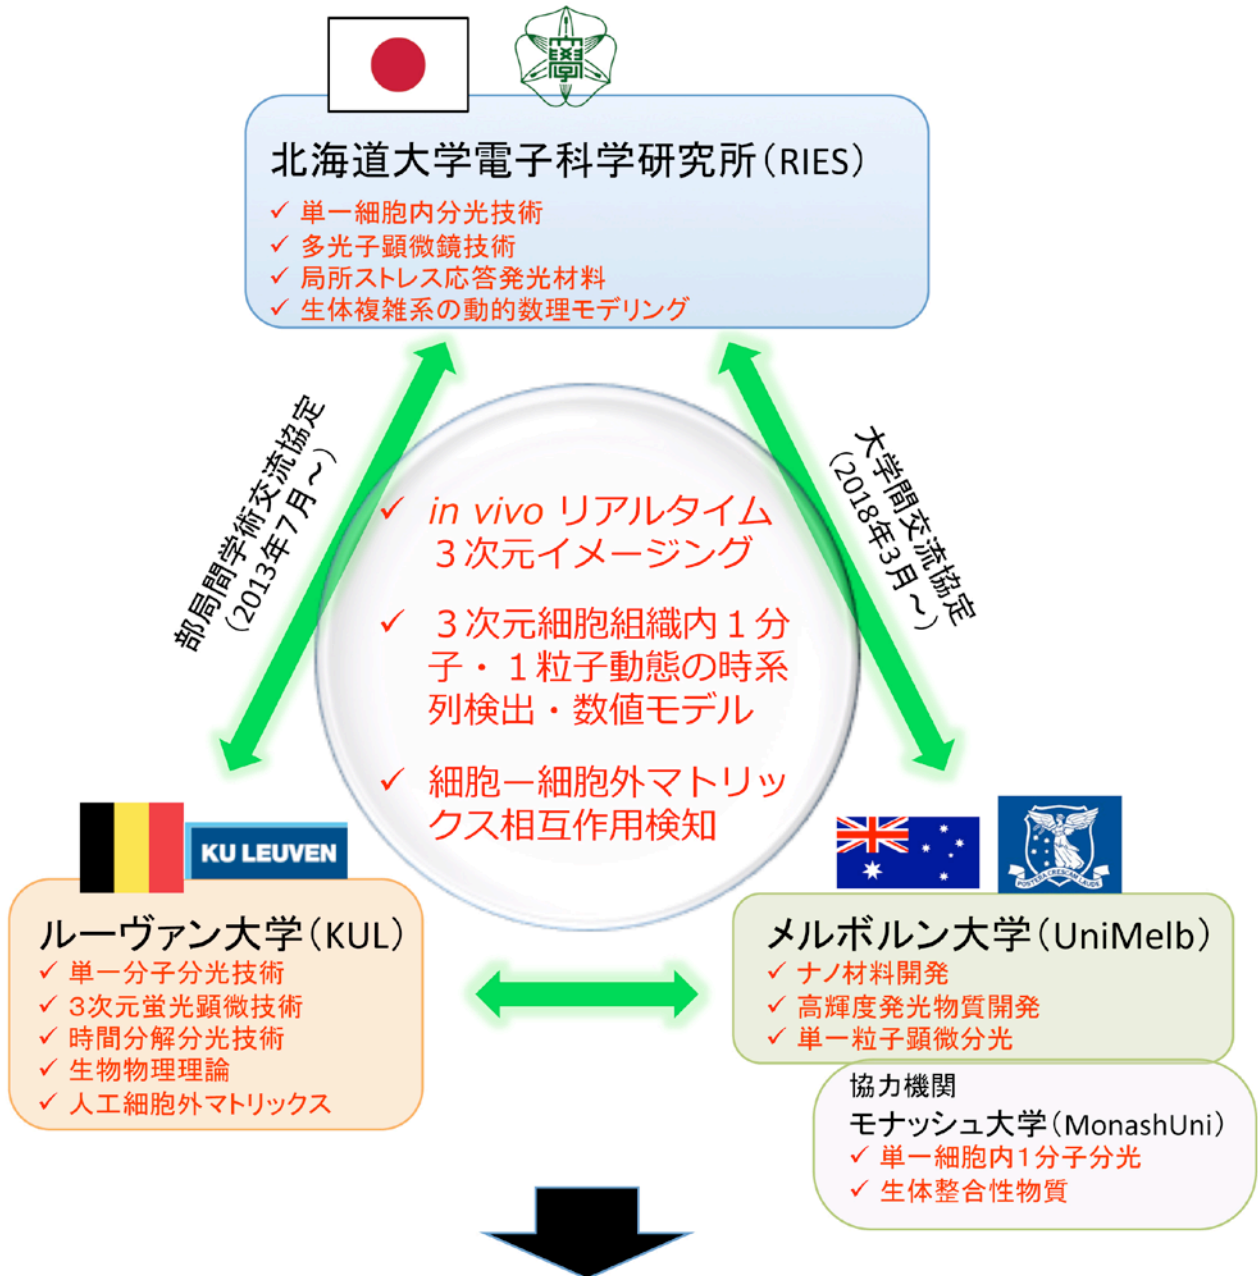 北海道大学電子科学研究所(RIES)
✓ 単一細胞内分光技術
✓ 多光子顕微鏡技術
✓ 局所ストレス応答発光材料
✓ 生体複雑系の動的数理モデリング
部局間学術交流協定
(2013年7月~)
大学間交流協定
(2018年3月~)
✓ in vivo リアルタイム
3次元イメージング
✓ 3次元細胞組織内1分
子・1粒子動態の時系
列検出・数値モデル
✓ 細胞ー細胞外マトリッ
クス相互作用検知
KU LEUVEN
ルーヴァン大学(KUL)
✓ 単一分子分光技術
✓ 3次元蛍光顕微技術
✓ 時間分解分光技術
✓ 生物物理理論
✓ 人工細胞外マトリックス
POSTERA CRESCAM LAUDE
メルボルン大学(UniMelb)
✓ ナノ材料開発
✓ 高輝度発光物質開発
✓ 単一粒子顕微分光
協力機関
モナッシュ大学(MonashUni)
✓ 単一細胞内1分子分光
✓ 生体整合性物質